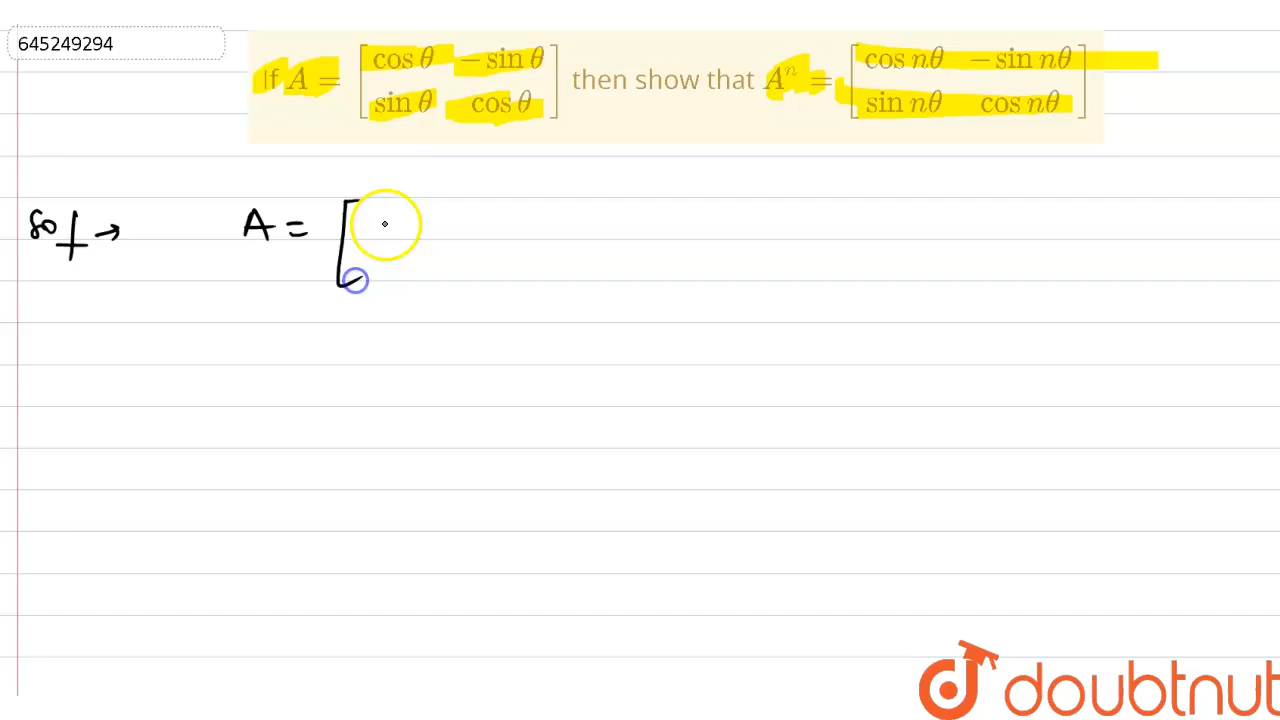 645249294
If A = [cos θ −sin θ sin θ cos θ] then show that Aⁿ = [cos nθ −sin nθ sin nθ cos nθ]
sol → A = [
doubtnut